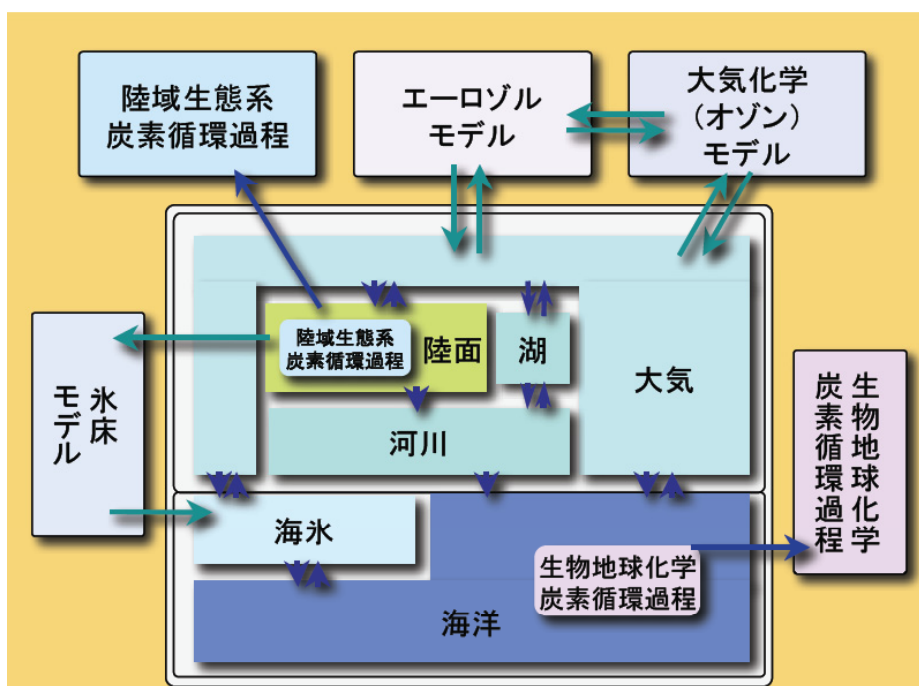 陸域生態系
炭素循環過程
エーロゾル
モデル
大気化学
(オゾン)
モデル
陸域生態系
炭素循環過程
陸面
湖
大気
河川
氷床
モデル
生物地球化学
炭素循環過程
海氷
生物地球化学
炭素循環過程
海洋